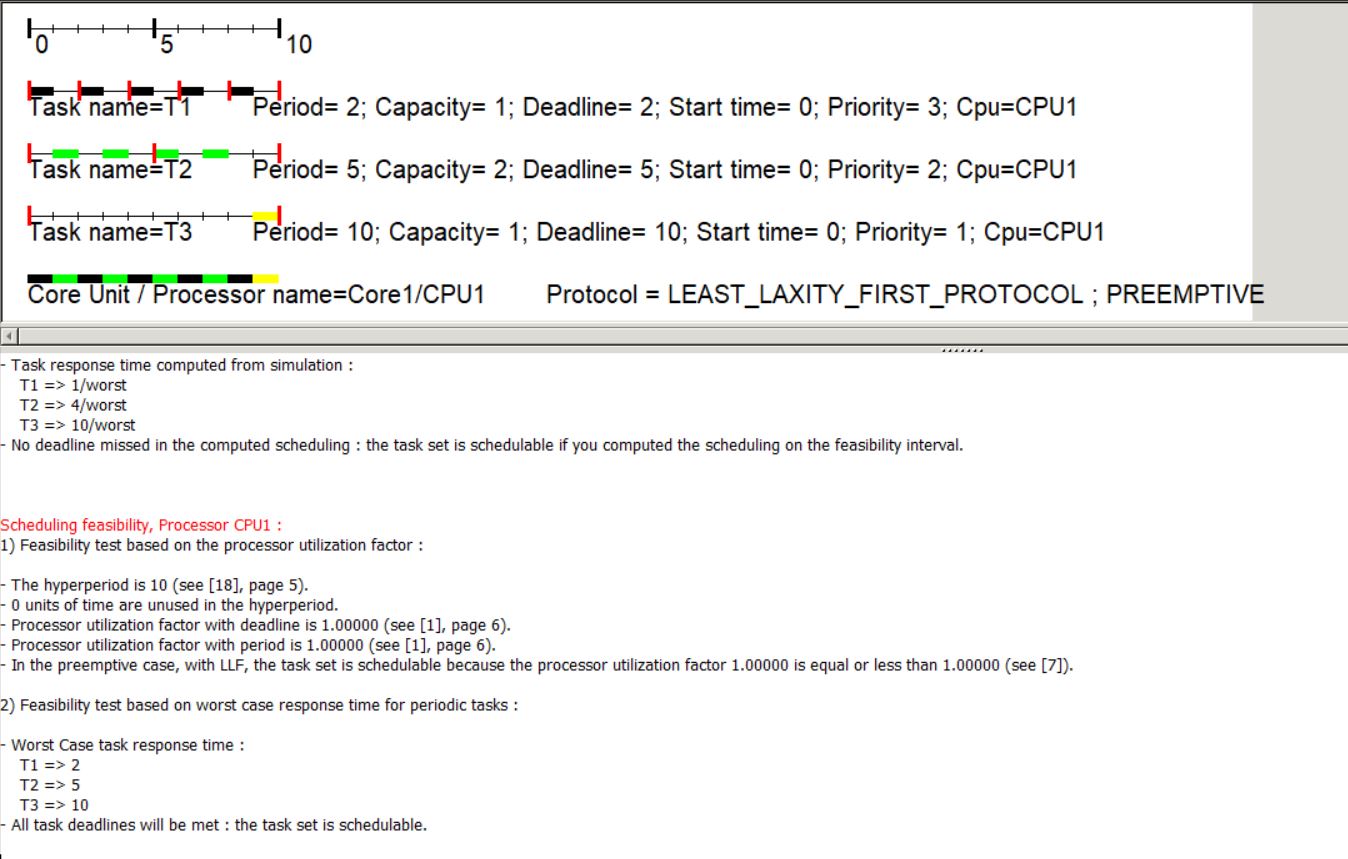 0 5 10
Task name=T1 Period= 2; Capacity= 1; Deadline= 2; Start time= 0; Priority= 3; Cpu=CPU1
Task name=T2 Period= 5; Capacity= 2; Deadline= 5; Start time= 0; Priority= 2; Cpu=CPU1
Task name=T3 Period= 10; Capacity= 1; Deadline= 10; Start time= 0; Priority= 1; Cpu=CPU1
Core Unit / Processor name=Core1/CPU1 Protocol = LEAST_LAXITY_FIRST_PROTOCOL ; PREEMPTIVE
- Task response time computed from simulation :
T1 => 1/worst
T2 => 4/worst
T3 => 10/worst
- No deadline missed in the computed scheduling : the task set is schedulable if you computed the scheduling on the feasibility interval.
Scheduling feasibility, Processor CPU1 :
1) Feasibility test based on the processor utilization factor :
- The hyperperiod is 10 (see [18], page 5).
- 0 units of time are unused in the hyperperiod.
- Processor utilization factor with deadline is 1.00000 (see [1], page 6).
- Processor utilization factor with period is 1.00000 (see [1], page 6).
- In the preemptive case, with LLF, the task set is schedulable because the processor utilization factor 1.00000 is equal or less than 1.00000 (see [7]).
2) Feasibility test based on worst case response time for periodic tasks :
- Worst Case task response time :
T1 => 2
T2 => 5
T3 => 10
- All task deadlines will be met : the task set is schedulable.